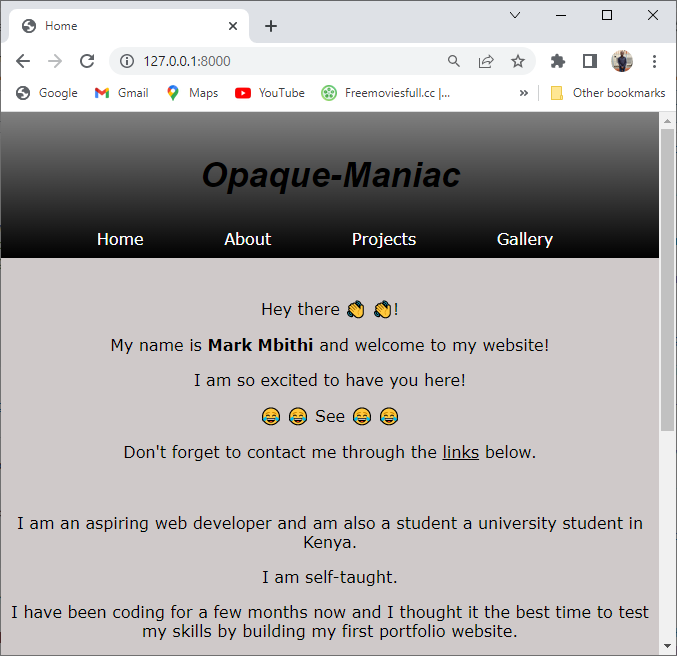 Home
127.0.0.1:8000
Google Gmail Maps YouTube Freemoviesfull.cc |... » Other bookmarks
Opaque-Maniac
Home About Projects Gallery
Hey there 👏 👏!
My name is Mark Mbithi and welcome to my website!
I am so excited to have you here!
😂 😂 See 😂 😂
Don't forget to contact me through the links below.
I am an aspiring web developer and am also a student a university student in
Kenya.
I am self-taught.
I have been coding for a few months now and I thought it the best time to test
my skills by building my first portfolio website.